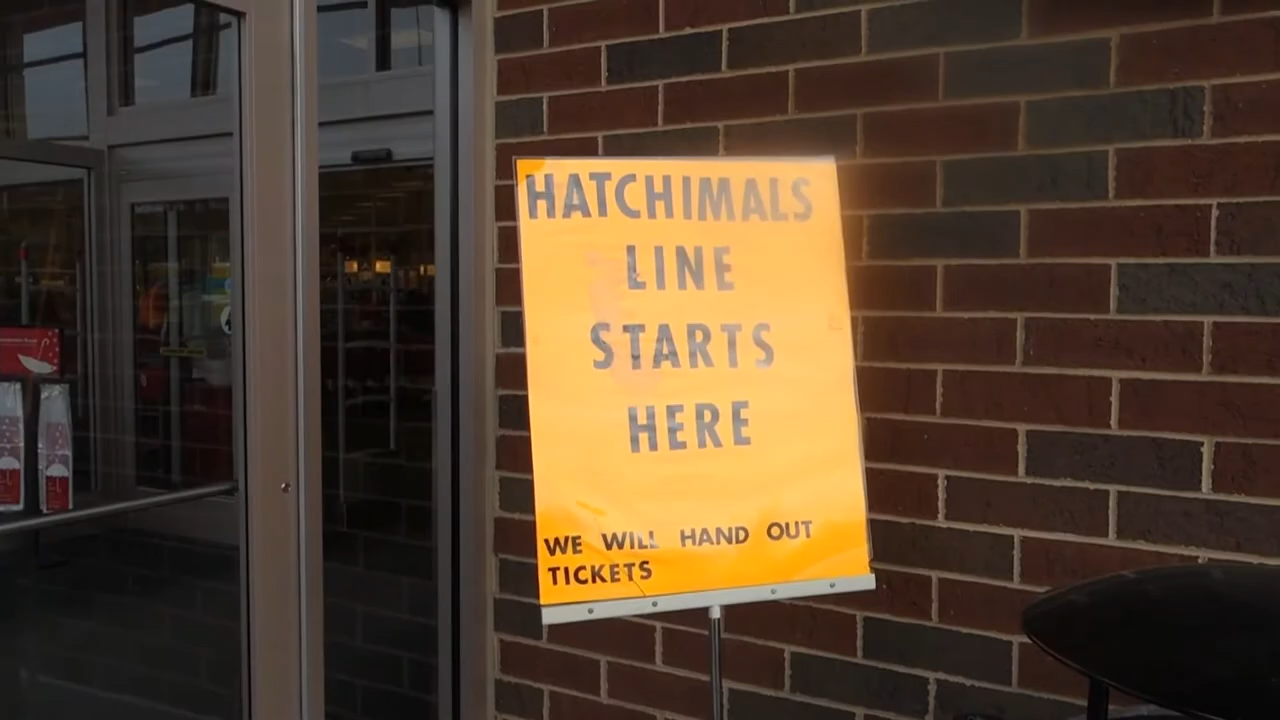 HATCHIMALS
LINE
STARTS
HERE
WE WILL HAND OUT
TICKETS